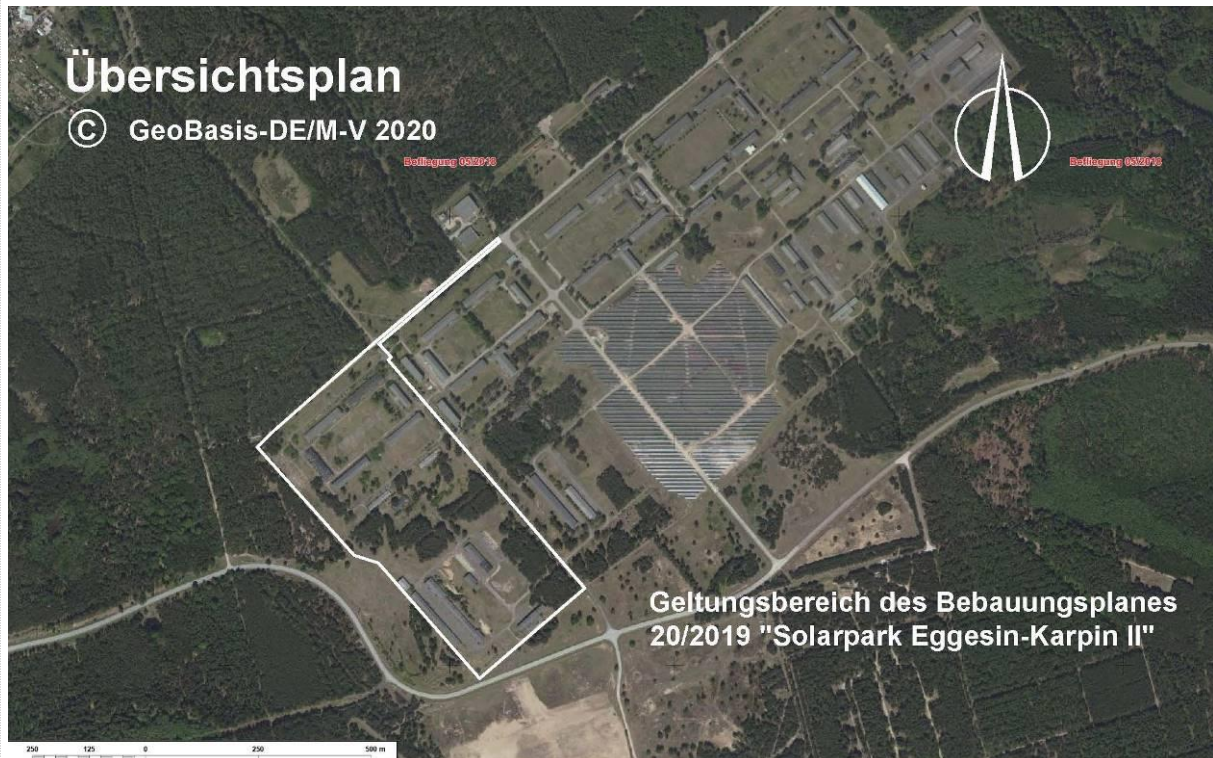 Übersichtsplan
© GeoBasis-DE/M-V 2020
Befliegung 05/2018
Befliegung 05/2018
Geltungsbereich des Bebauungsplanes
20/2019 "Solarpark Eggesin-Karpin II"
250 125 0 250 500 m